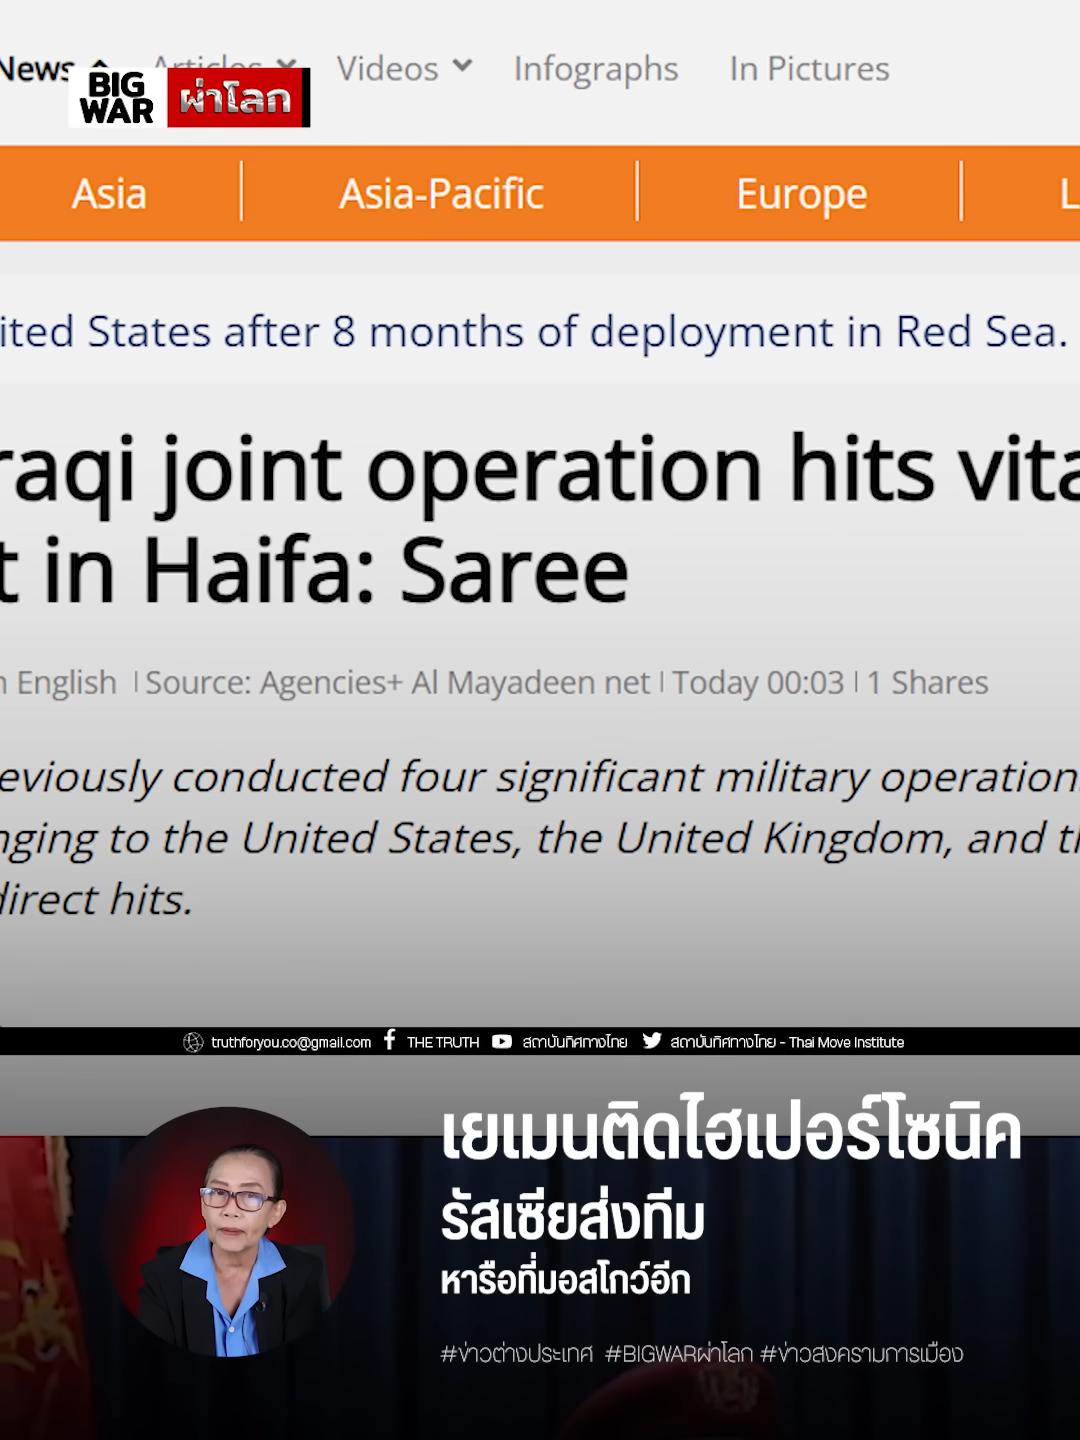 News Articles Videos Infographs In Pictures
BIG
WAR ผ่าโลก
Asia Asia-Pacific Europe L
ited States after 8 months of deployment in Red Sea.
raqi joint operation hits vita
t in Haifa: Saree
n English | Source: Agencies+ Al Mayadeen net | Today 00:03 | 1 Shares
eviously conducted four significant military operation
nging to the United States, the United Kingdom, and th
direct hits.
truthforyou.co@gmail.com THE TRUTH สถาบันทิศทางไทย สถาบันทิศทางไทย - Thai Move Institute
เยเมนติดไฮเปอร์โซนิค
รัสเซียส่งทีม
หารือที่มอสโกว์อีก
#ข่าวต่างประเทศ #BIGWARผ่าโลก #ข่าวสงครามการเมือง